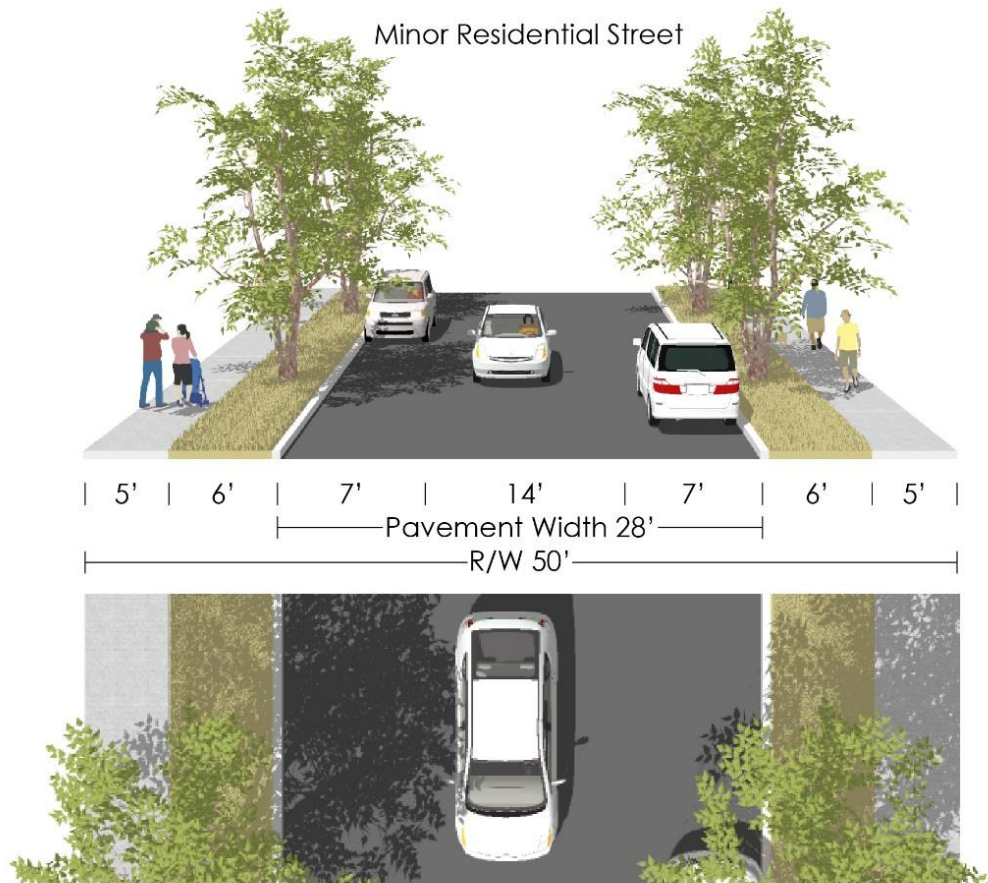 Minor Residential Street
5’ 6’ 7’ 14’ 7’ 6’ 5’
Pavement Width 28’
R/W 50’